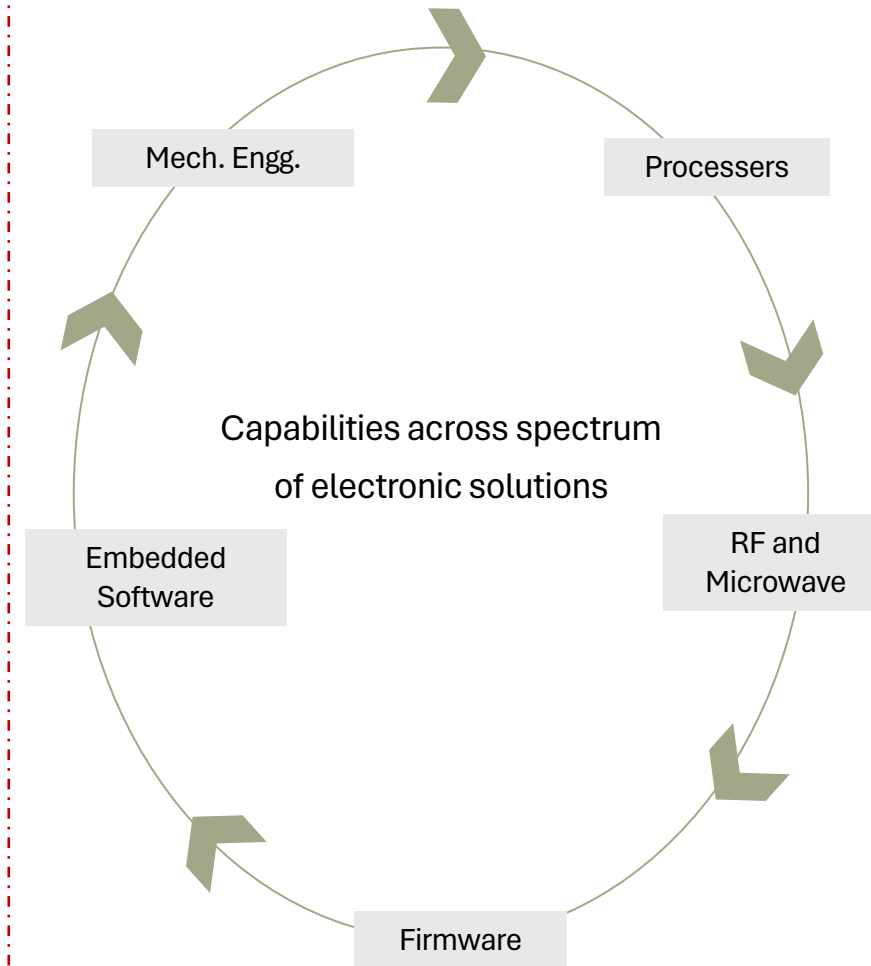 Mech. Engg.
Processers
Capabilities across spectrum
of electronic solutions
RF and
Microwave
Embedded
Software
Firmware